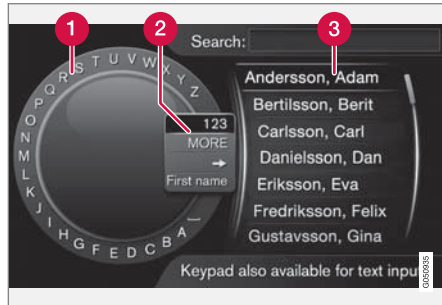 1
2
3
Search:
A B C D E F G H I J K L M N O P Q R S T U V W X Y Z
123
MORE
→
First name
Andersson, Adam
Bertilsson, Berit
Carlsson, Carl
Danielsson, Dan
Eriksson, Eva
Fredriksson, Felix
Gustavsson, Gina
Keypad also available for text input
G050935